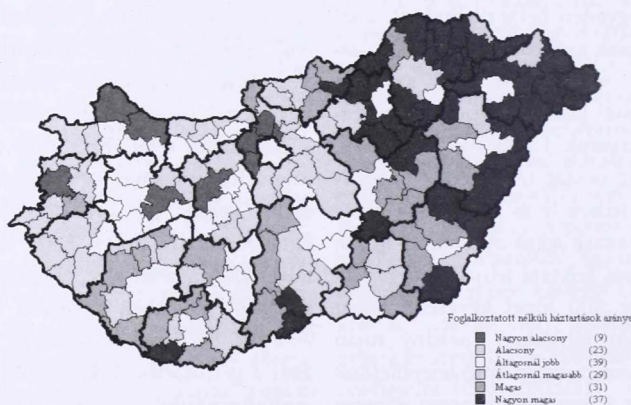 Foglalkoztatott nélküli háztartások aránya
Nagyon alacsony (9)
Alacsony (23)
Áltagosnál jobb (39)
Átlagosnál magasabb (29)
Magas (31)
Nagyon magas (37)